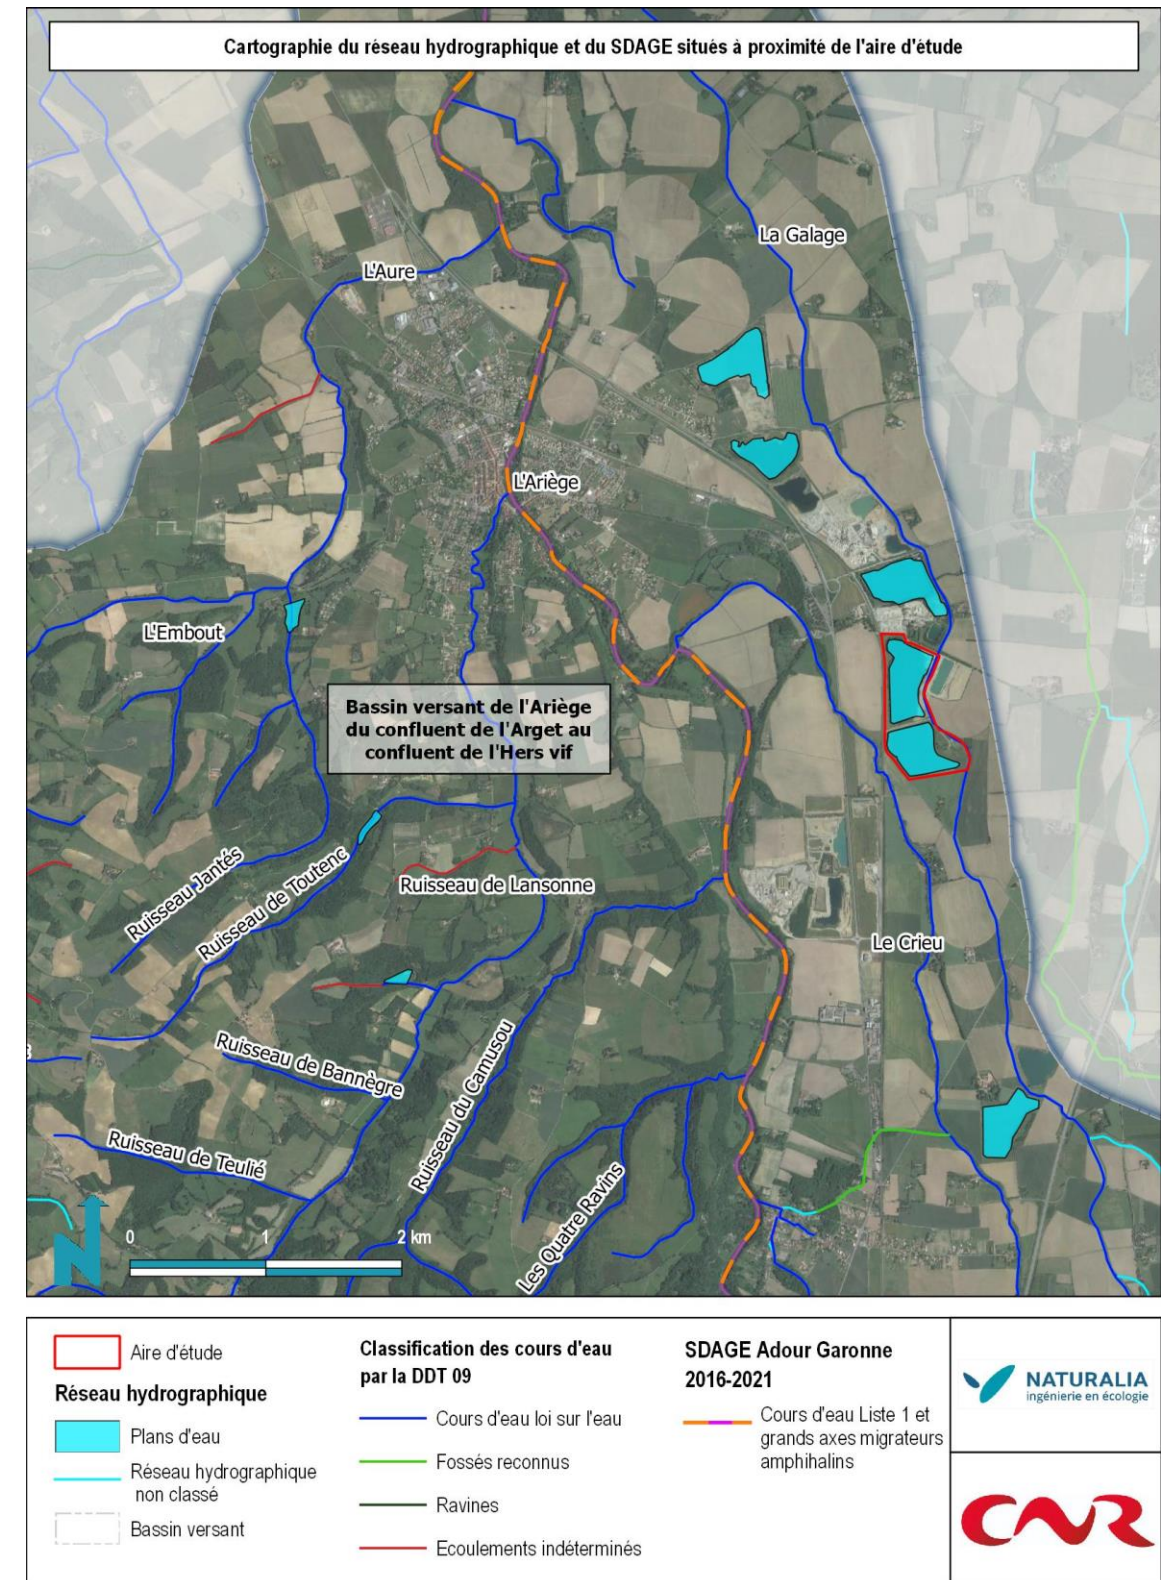 Cartographie du réseau hydrographique et du SDAGE situés à proximité de l'aire d'étude
La Galage
L'Aure
L'Ariège
L'Embout
Bassin versant de l'Ariège
du confluent de l'Arget au
confluent de l'Hers vif
Ruisseau Jantés
Ruisseau de Toutenc
Ruisseau de Lansonne
Le Crieu
Ruisseau de Bannègre
Ruisseau du Camusou
Ruisseau de Teulié
Les Quatre Ravins
0 1 2 km
Aire d'étude
Réseau hydrographique
Plans d'eau
Réseau hydrographique
non classé
Bassin versant
Classification des cours d'eau
par la DDT 09
Cours d'eau loi sur l'eau
Fossés reconnus
Ravines
Ecoulements indéterminés
SDAGE Adour Garonne
2016-2021
Cours d'eau Liste 1 et
grands axes migrateurs
amphihalins
NATURALIA
ingénierie en écologie
CNR